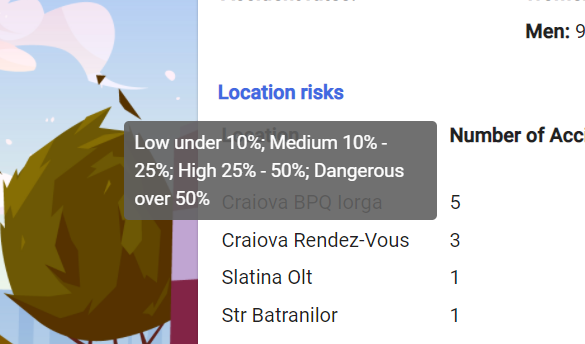 Men: 9
Location risks
Location
Number of Acci
Low under 10%; Medium 10% -
25%; High 25% - 50%; Dangerous
over 50%
Craiova BPQ Iorga 5
Craiova Rendez-Vous 3
Slatina Olt 1
Str Batranilor 1